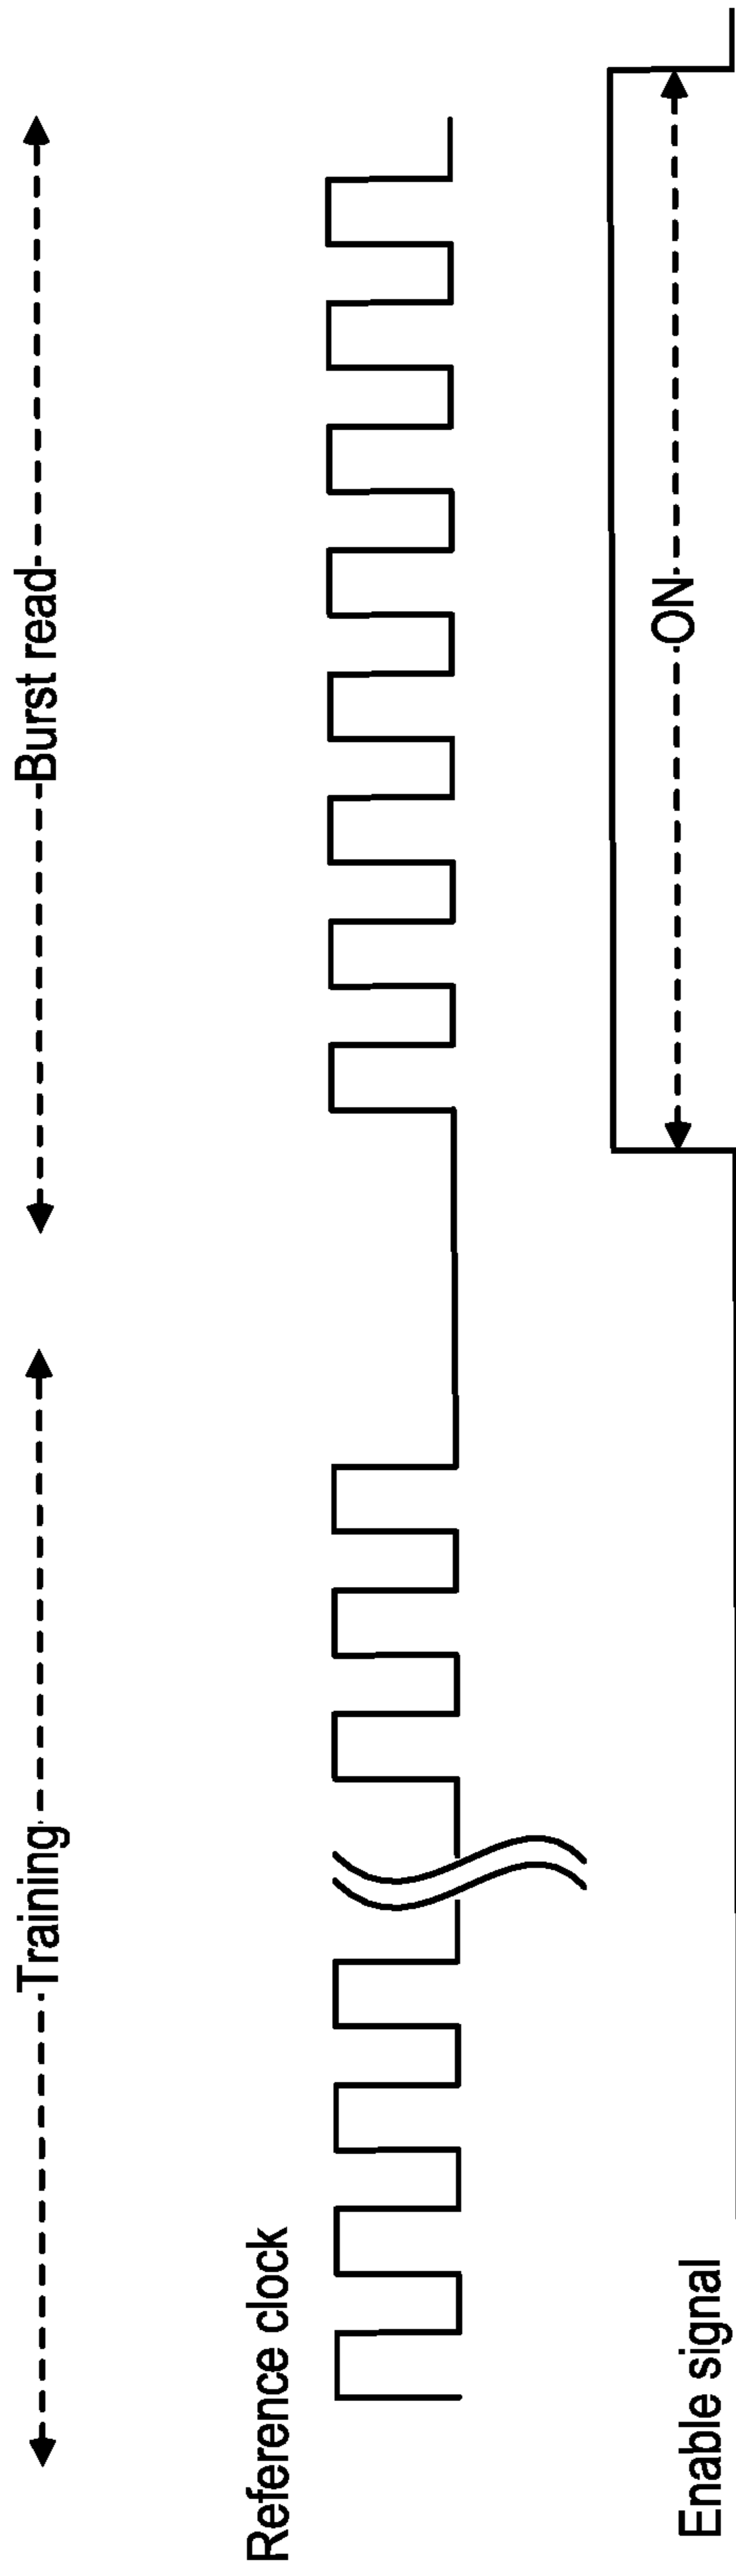 Training
Burst read
Reference clock
Enable signal
ON